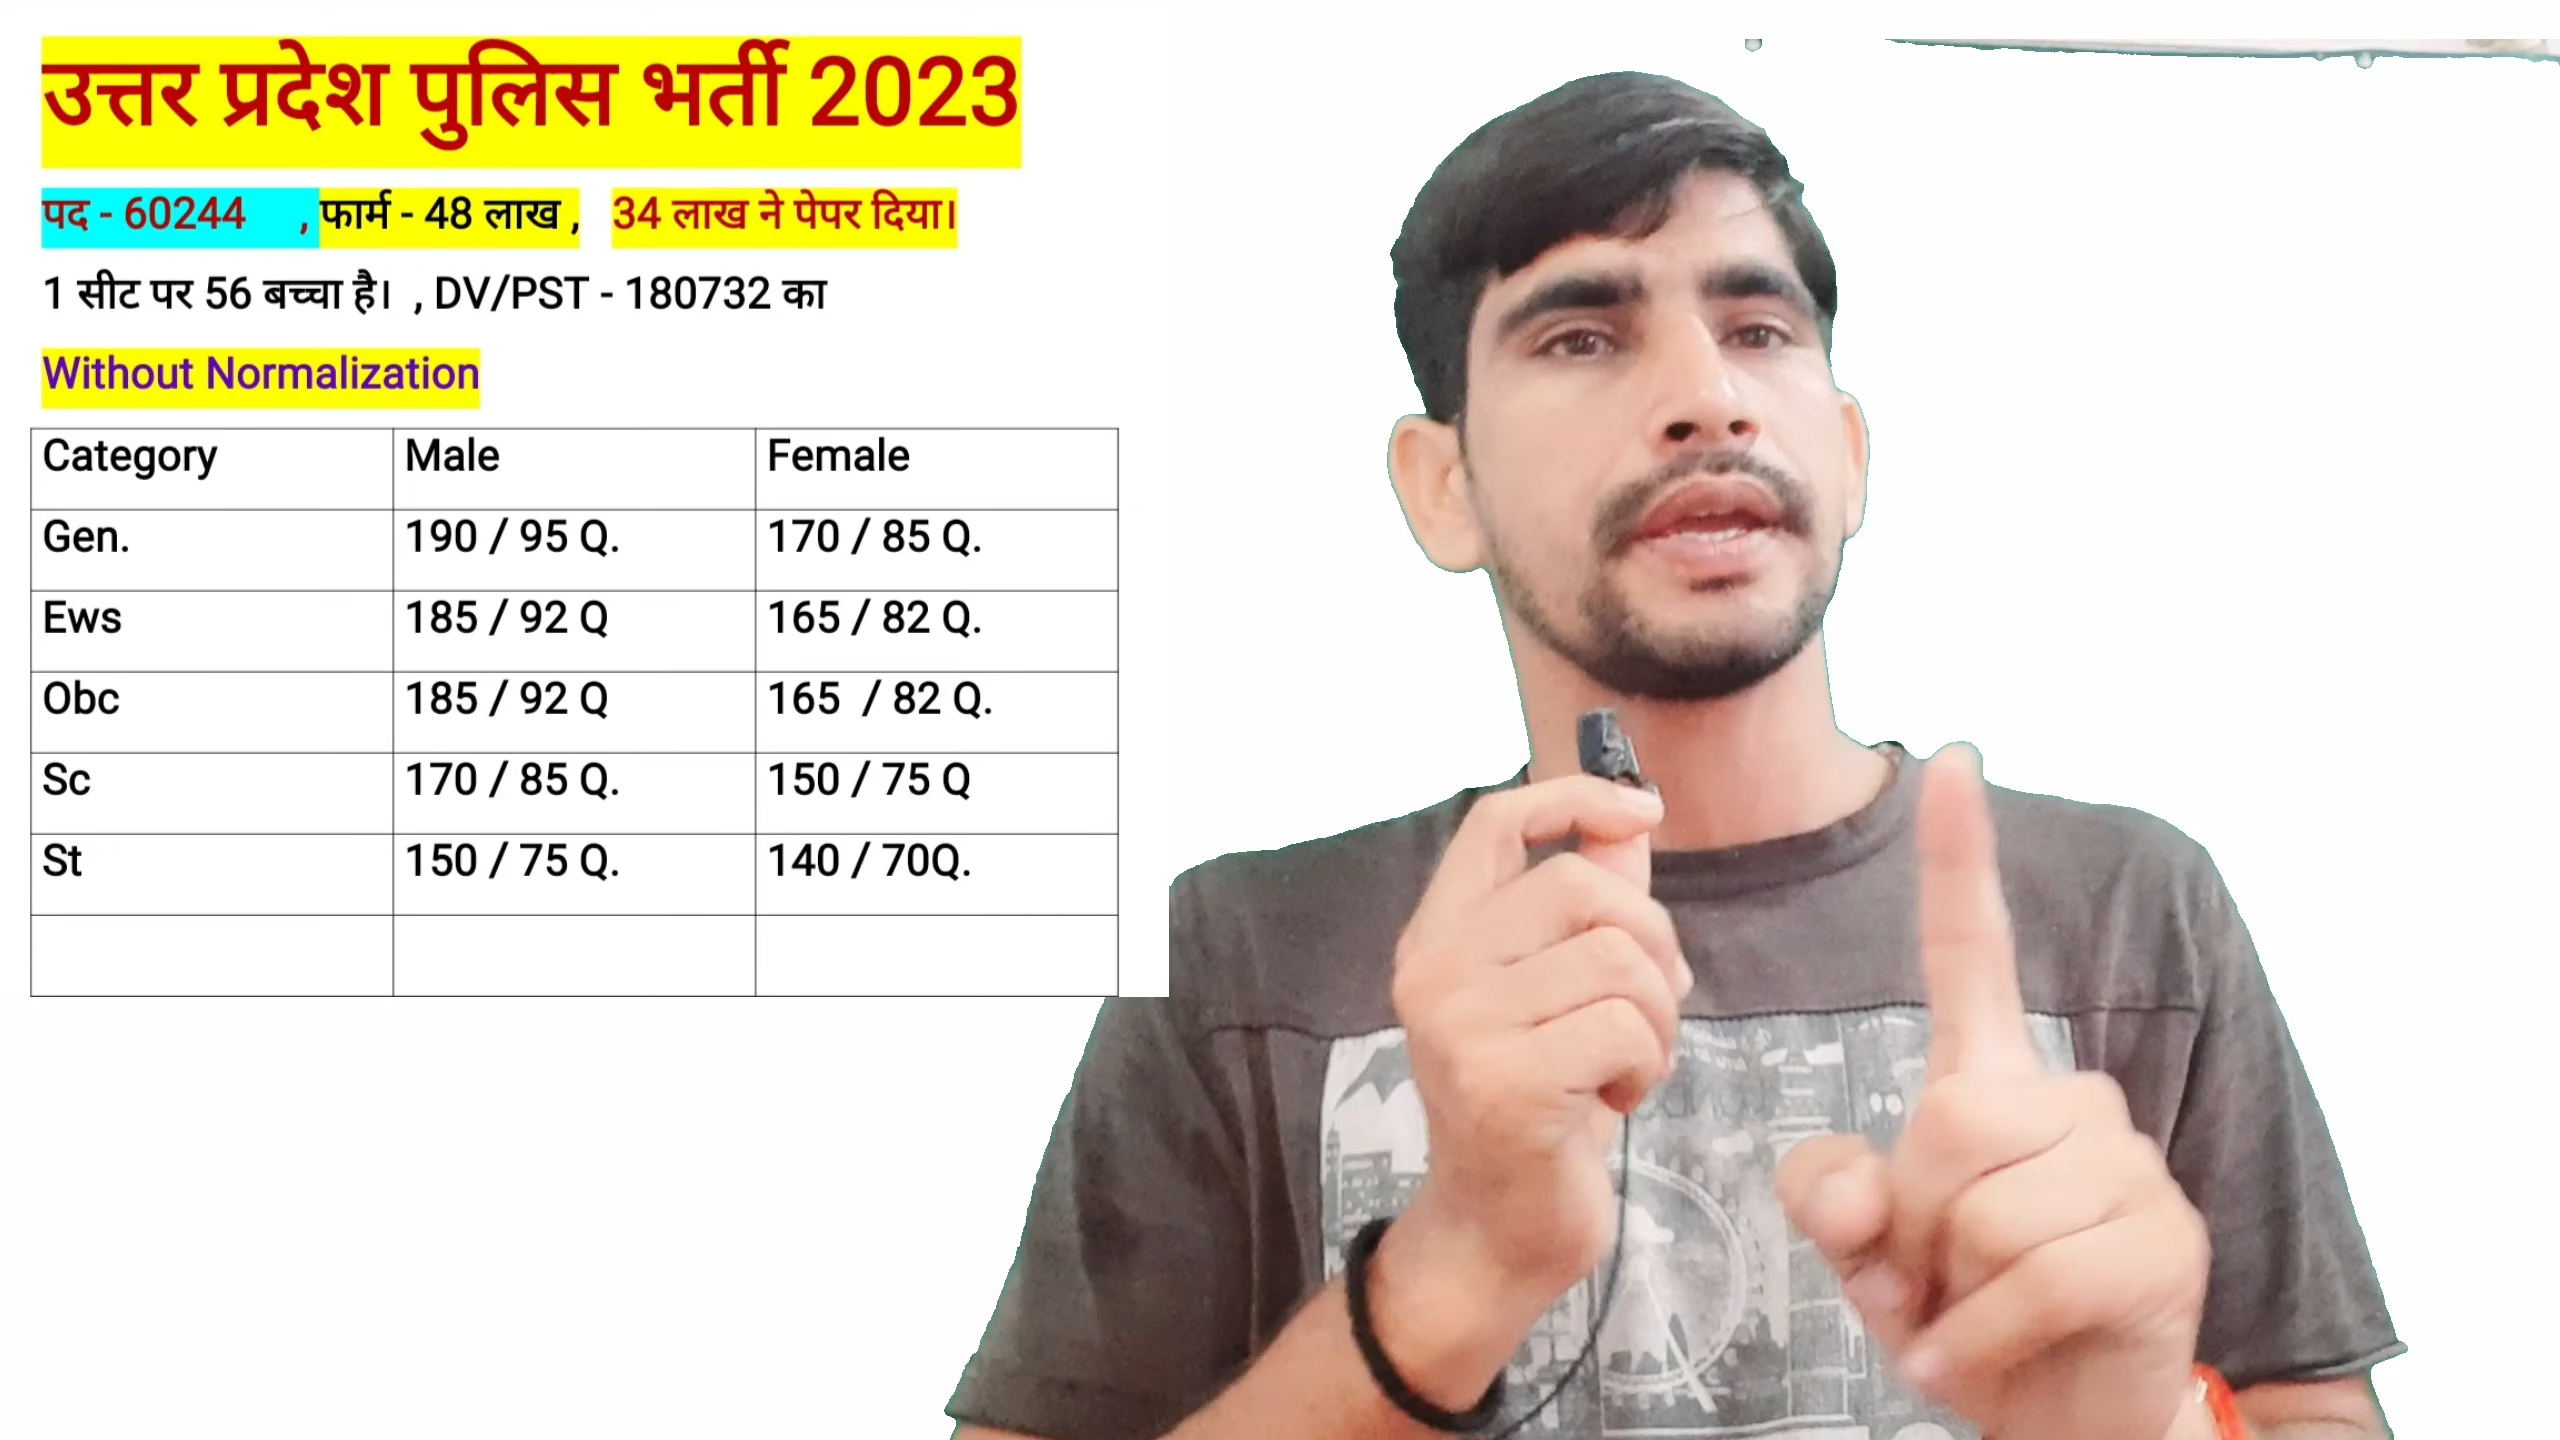 उत्तर प्रदेश पुलिस भर्ती 2023
पद - 60244 , फार्म - 48 लाख , 34 लाख ने पेपर दिया।
1 सीट पर 56 बच्चा है। , DV/PST - 180732 का
Without Normalization
Category Male Female
Gen. 190 / 95 Q. 170 / 85 Q.
Ews 185 / 92 Q 165 / 82 Q.
Obc 185 / 92 Q 165 / 82 Q.
Sc 170 / 85 Q. 150 / 75 Q
St 150 / 75 Q. 140 / 70Q.